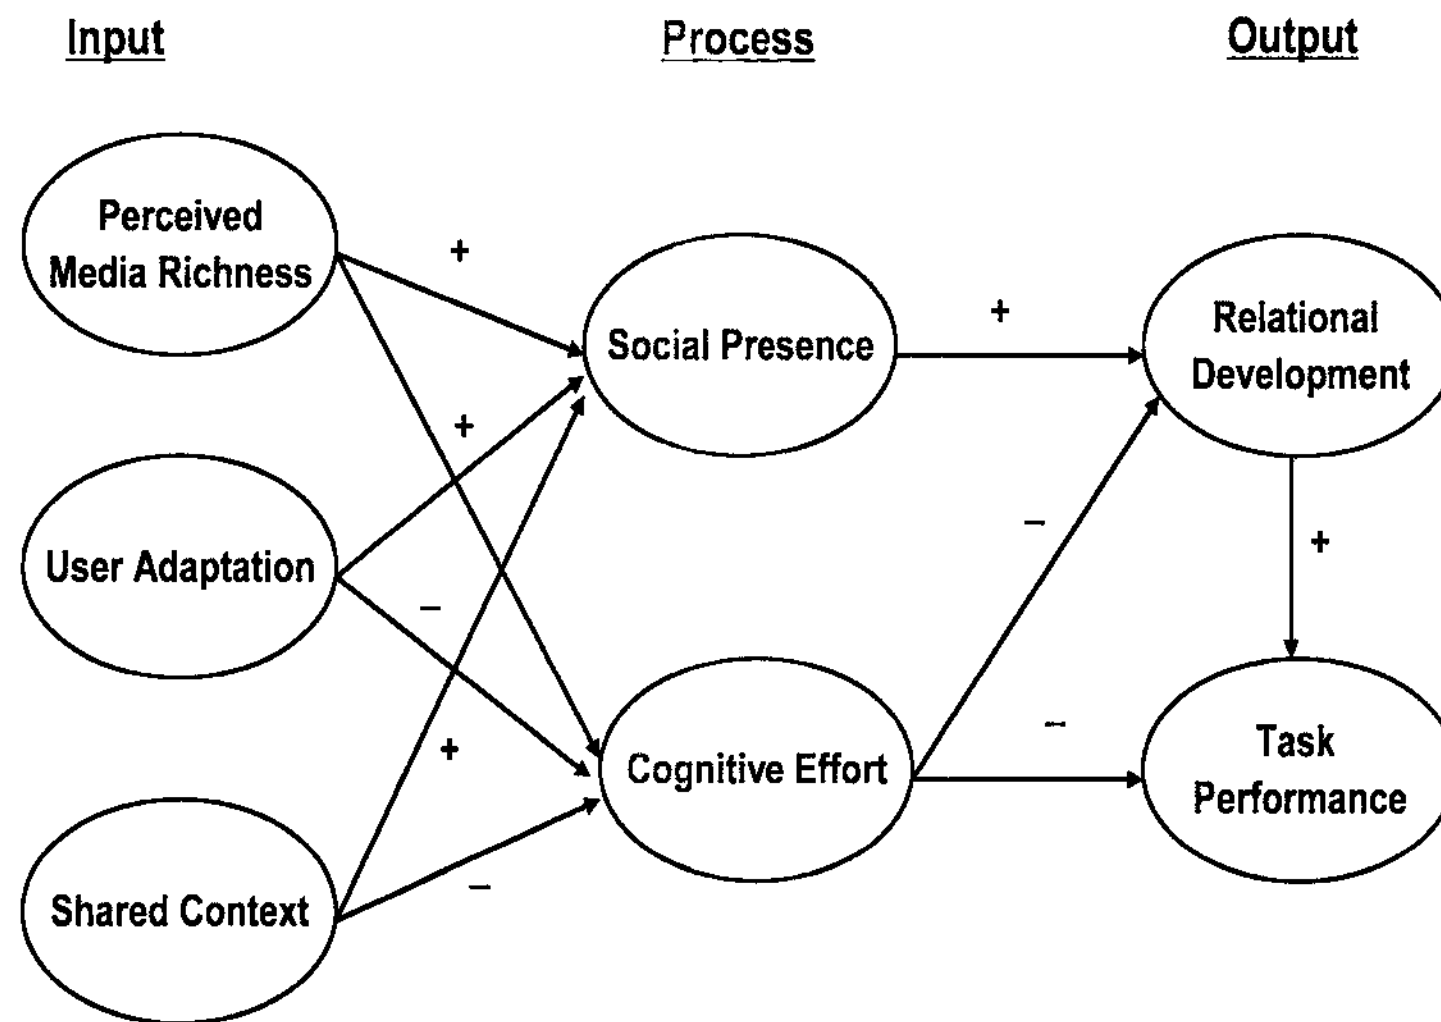 Input
Process
Output
Perceived
Media Richness
+
Social Presence
+
Relational
Development
+
User Adaptation
–
–
+
+
Cognitive Effort
–
Task
Performance
Shared Context
–